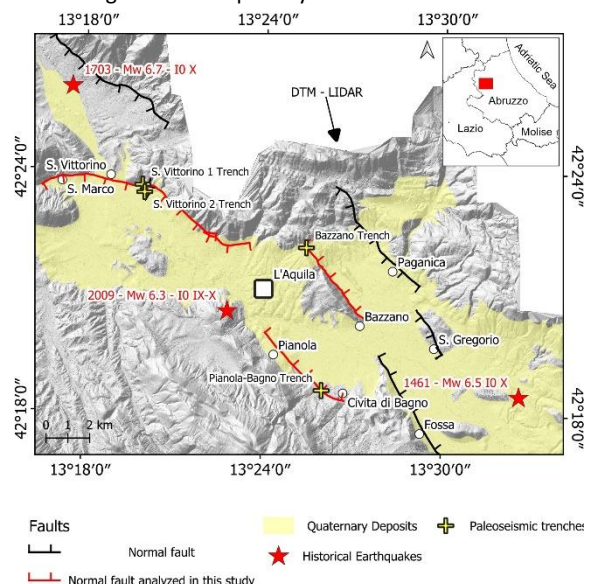 13°18'0″ 13°24'0″ 13°30'0″
1703 - Mw 6.7 - I0 X
DTM - LIDAR
Adriatic Sea
Abruzzo
Lazio
Molise
42°24'0″
42°24'0″
S. Vittorino
S. Vittorino 1 Trench
S. Marco
S. Vittorino 2 Trench
Bazzano Trench
Paganica
L'Aquila
2009 - Mw 6.3 - I0 IX-X
Bazzano
S. Gregorio
Pianola
Pianola-Bagno Trench
1461 - Mw 6.5 I0 X
Civita di Bagno
Fossa
42°18'0″
42°18'0″
0 1 2 km
13°18'0″ 13°24'0″ 13°30'0″
Faults
Normal fault
Normal fault analyzed in this study
Quaternary Deposits
Historical Earthquakes
Paleoseismic trenches